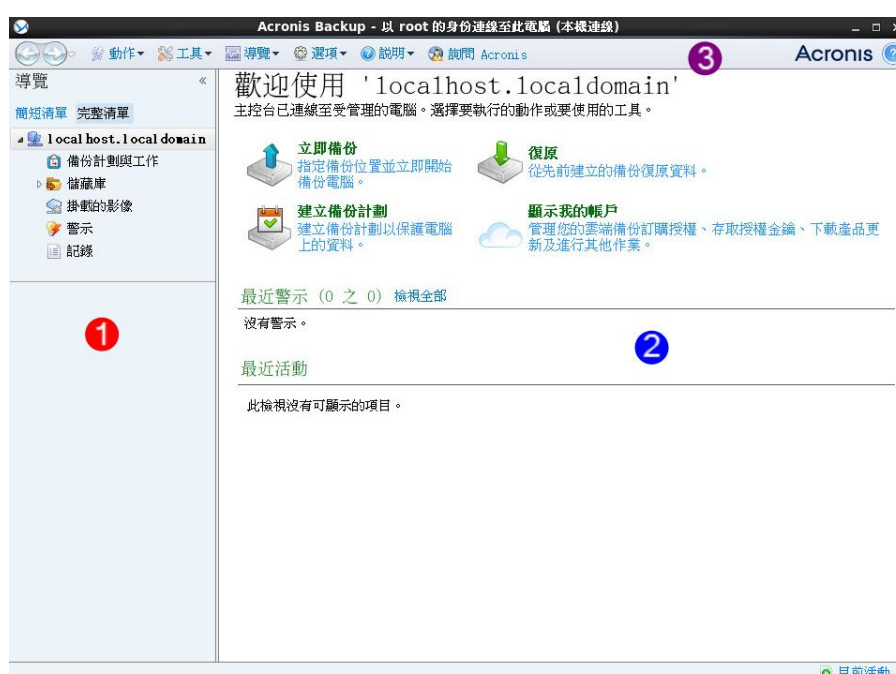 Acronis Backup - 以 root 的身份連線至此電腦 (本機連線)
動作 工具 導覽 選項 說明 詢問 Acronis
3
Acronis
導覽
簡短清單 完整清單
localhost.localdomain
備份計劃與工作
儲藏庫
掛載的影像
警示
記錄
1
歡迎使用 'localhost.localdomain'
主控台已連線至受管理的電腦。選擇要執行的動作或要使用的工具。
立即備份
指定備份位置並立即開始
備份電腦。
復原
從先前建立的備份復原資料。
建立備份計劃
建立備份計劃以保護電腦
上的資料。
顯示我的帳戶
管理您的雲端備份訂購授權、存取授權金鑰、下載產品更
新及進行其他作業。
最近警示 (0 之 0) 檢視全部
沒有警示。
2
最近活動
此檢視沒有可顯示的項目。
目前活動